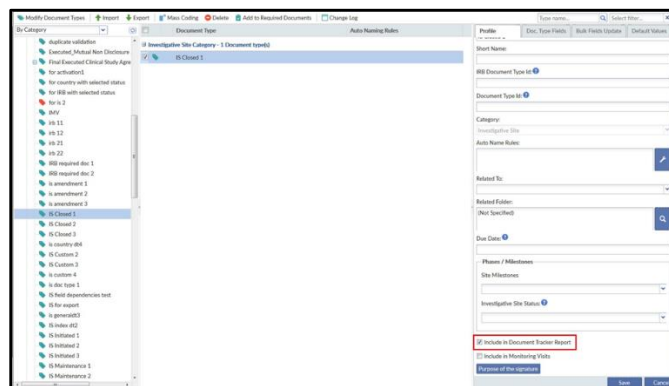 Modify Document Types Import Export Mass Coding Delete Add to Required Documents Change Log Type name... Select filter...
By Category
Document Type Auto Naming Rules
Investigative Site Category - 1 Document type(s)
IS-Closed 1
duplicate validation
Executed_Mutual Non Disclosure
Final Executed Clinical Study Agre
for activation1
for country with selected status
for IRB with selected status
for is 2
IMV
irb 11
irb 12
irb 21
irb 22
IRB required doc 1
IRB required doc 2
is amendment 1
is amendment 2
is amendment 3
IS-Closed 1
IS-Closed 2
IS-Closed 3
is country dt4
IS-Custom 2
IS-Custom 3
is custom 4
is doc type 1
IS field dependencies test
IS-for export
is generaldt3
IS-index dt2
IS-Initiated 1
IS-Initiated 2
IS-Initiated 3
IS-Maintenance 1
IS-Maintenance 2
Profile Doc. Type Fields Bulk Fields Update Default Values
Short Name:
IRB Document Type Id:
Document Type Id:
Category:
Investigative Site
Auto Name Rules:
Related To:
Related Folder:
(Not Specified)
Due Date:
Phases / Milestones
Site Milestones
Investigative Site Status:
Include in Document Tracker Report
Include in Monitoring Visits
Purpose of the signature
Save Cancel